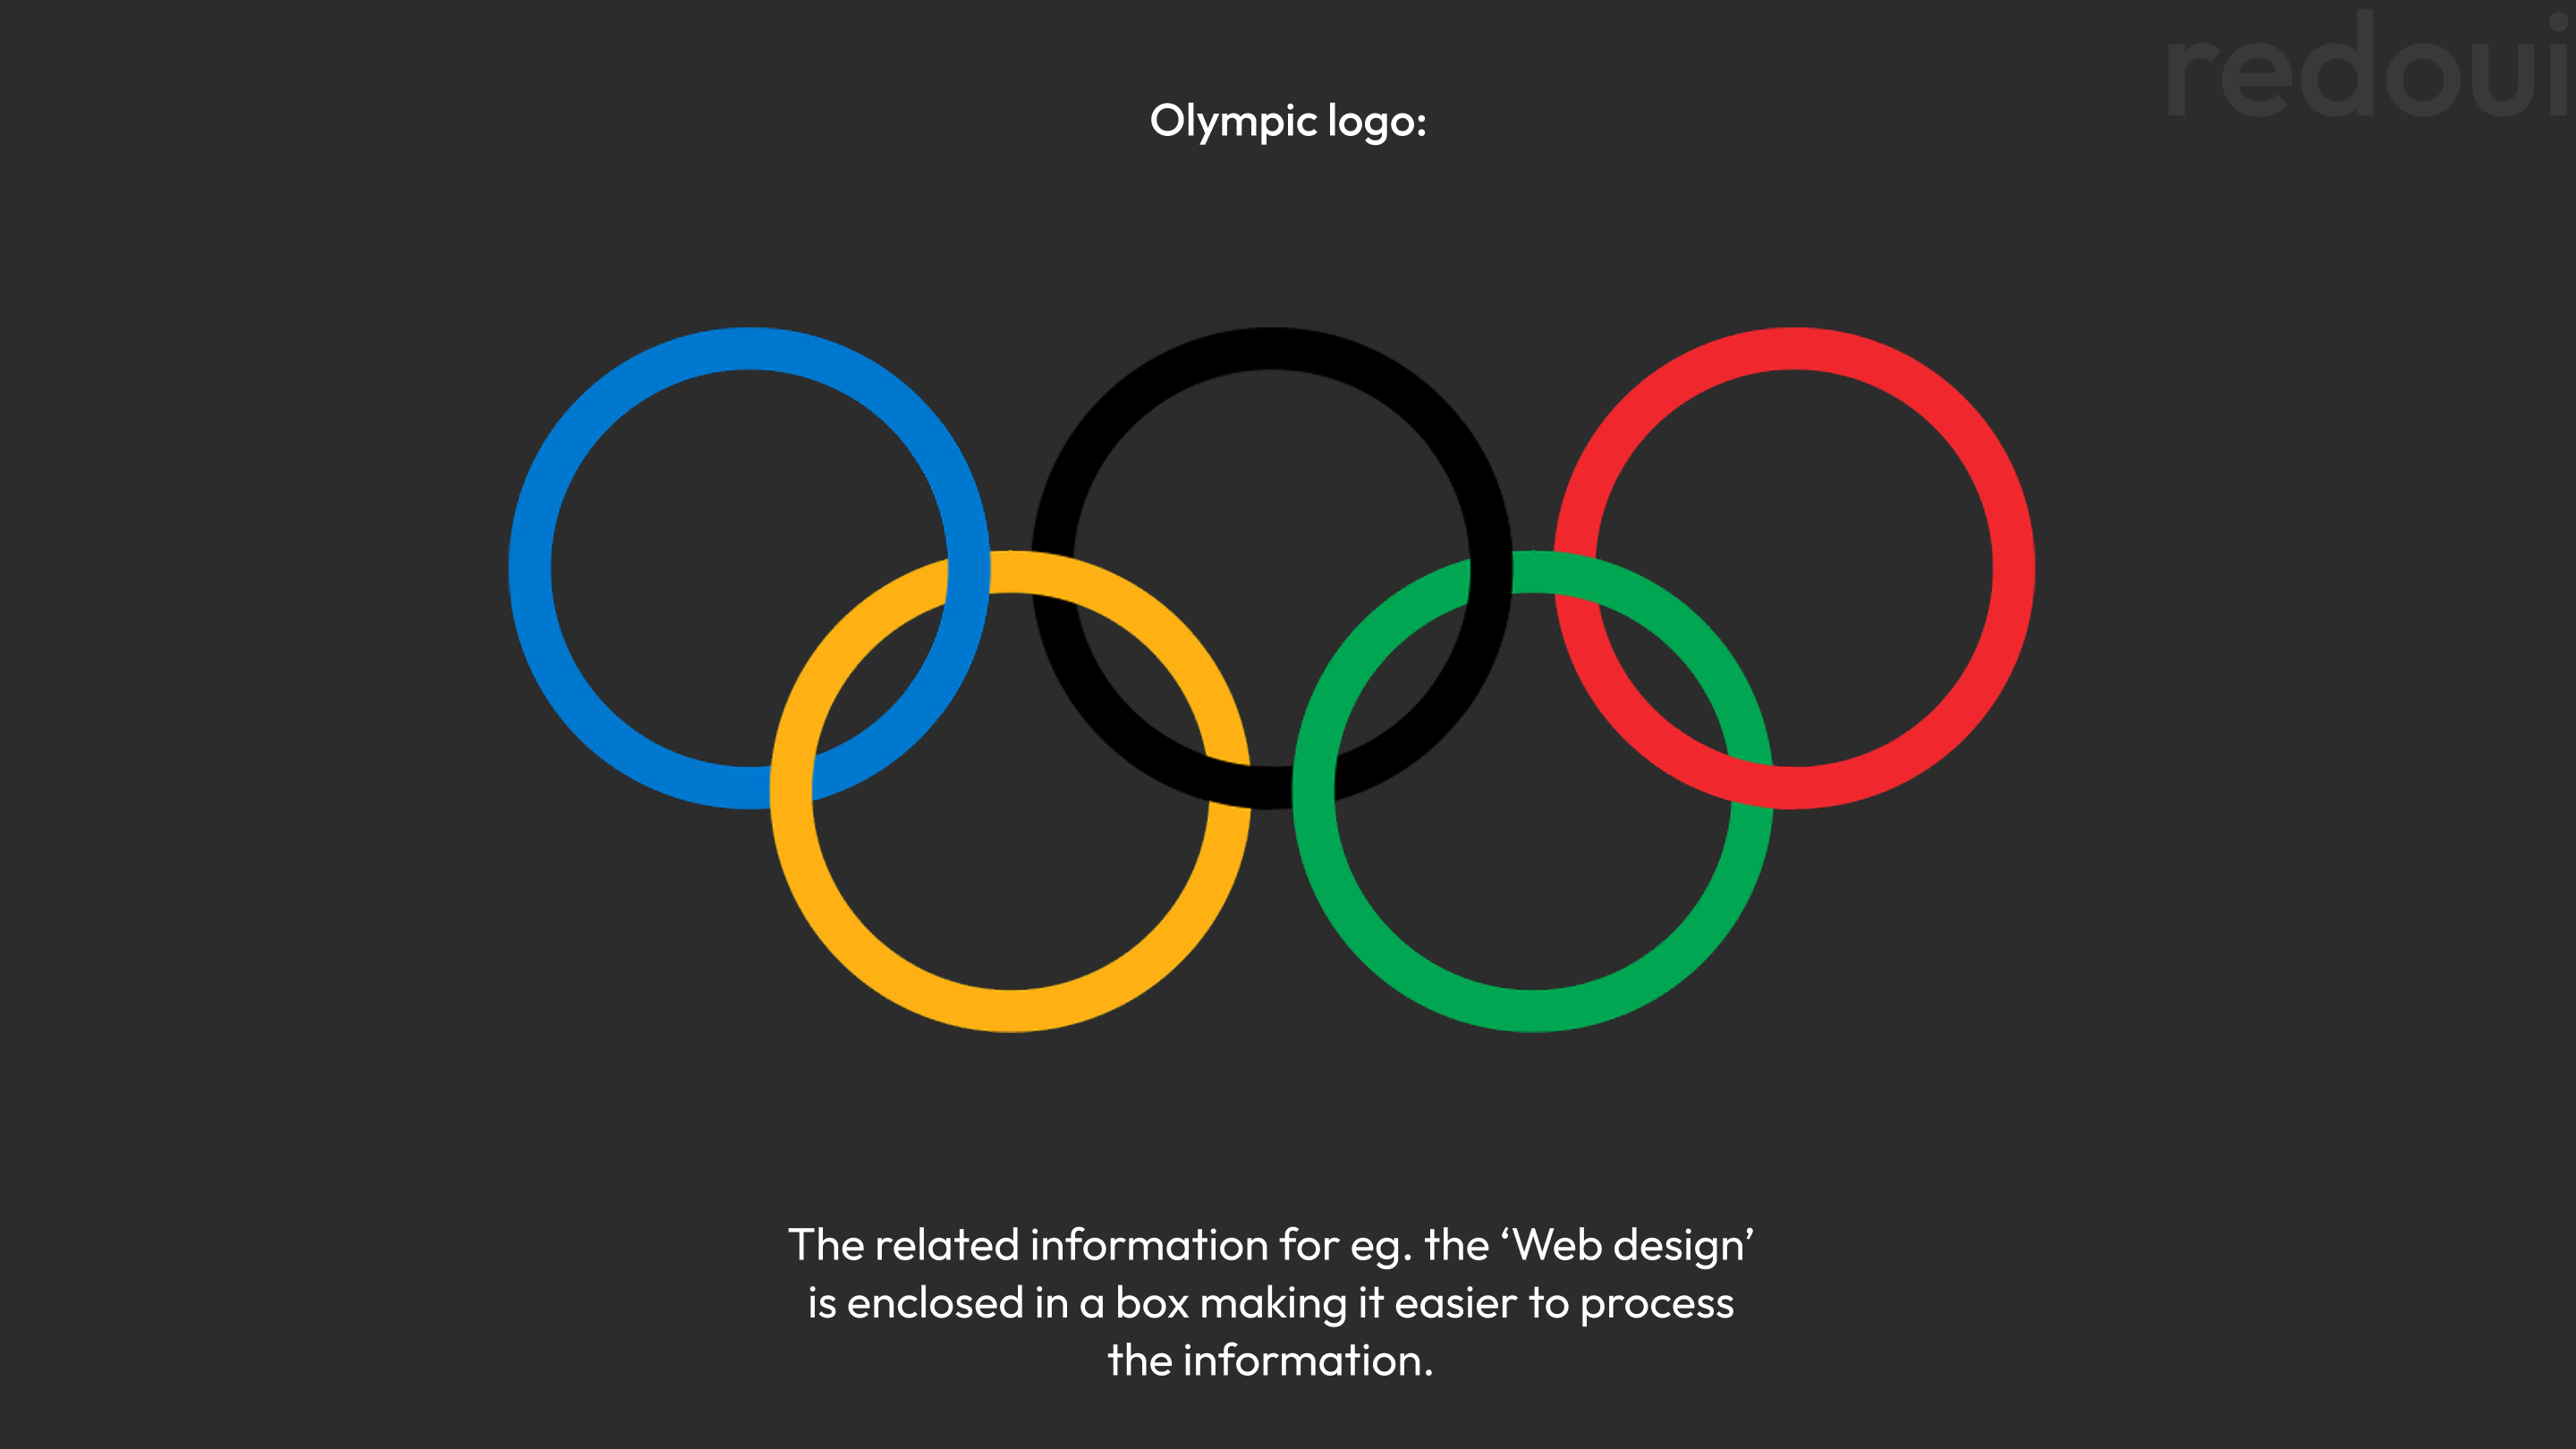 redoui
Olympic logo:
The related information for eg. the ‘Web design’
is enclosed in a box making it easier to process
the information.